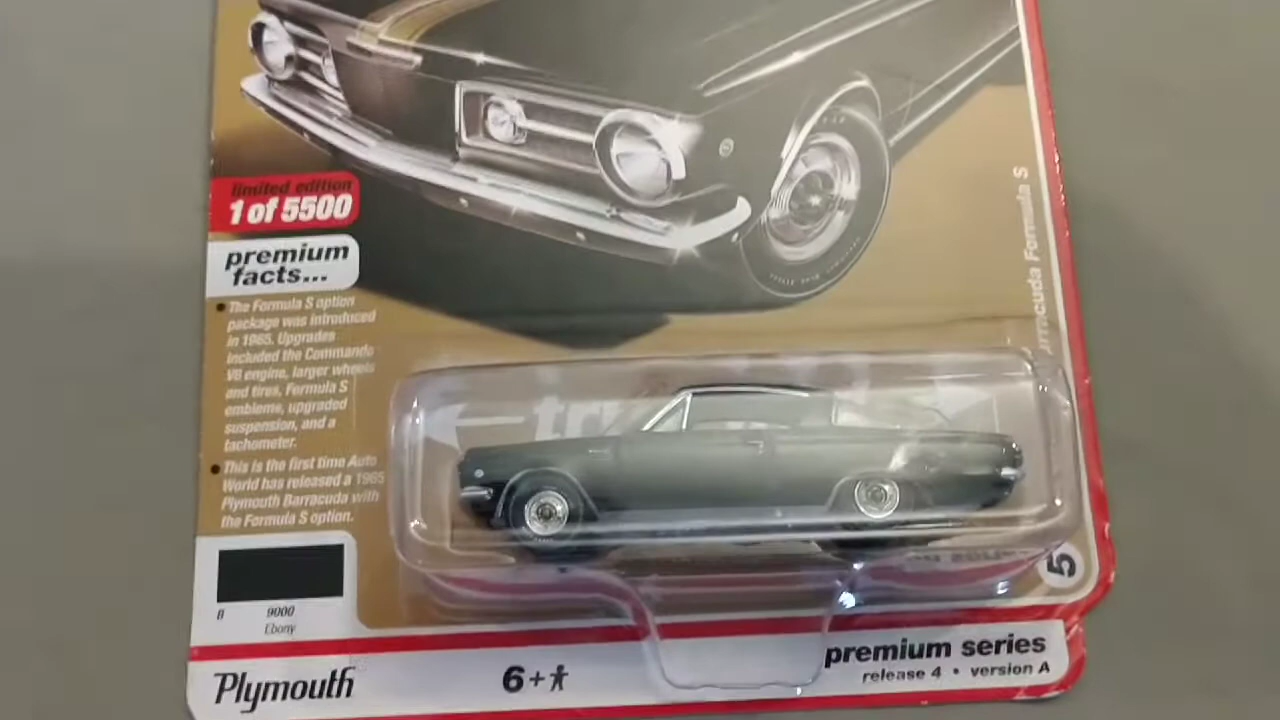 limited edition
1 of 5500
premium
facts...
• The Formula S option
package was introduced
in 1965. Upgrades
included the Commando
V8 engine, larger wheels
and tires, Formula S
emblems, upgraded
suspension, and a
tachometer.
• This is the first time Auto
World has released a 1965
Plymouth Barracuda with
the Formula S option.
8 9000
Ebony
Plymouth
6+
premium series
release 4 • version A
5
arracuda Formula S